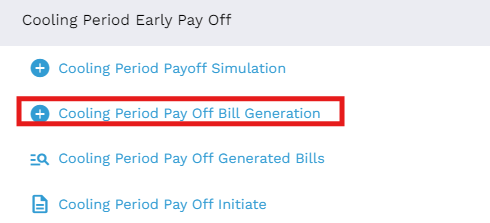 Cooling Period Early Pay Off
Cooling Period Payoff Simulation
Cooling Period Pay Off Bill Generation
Cooling Period Pay Off Generated Bills
Cooling Period Pay Off Initiate